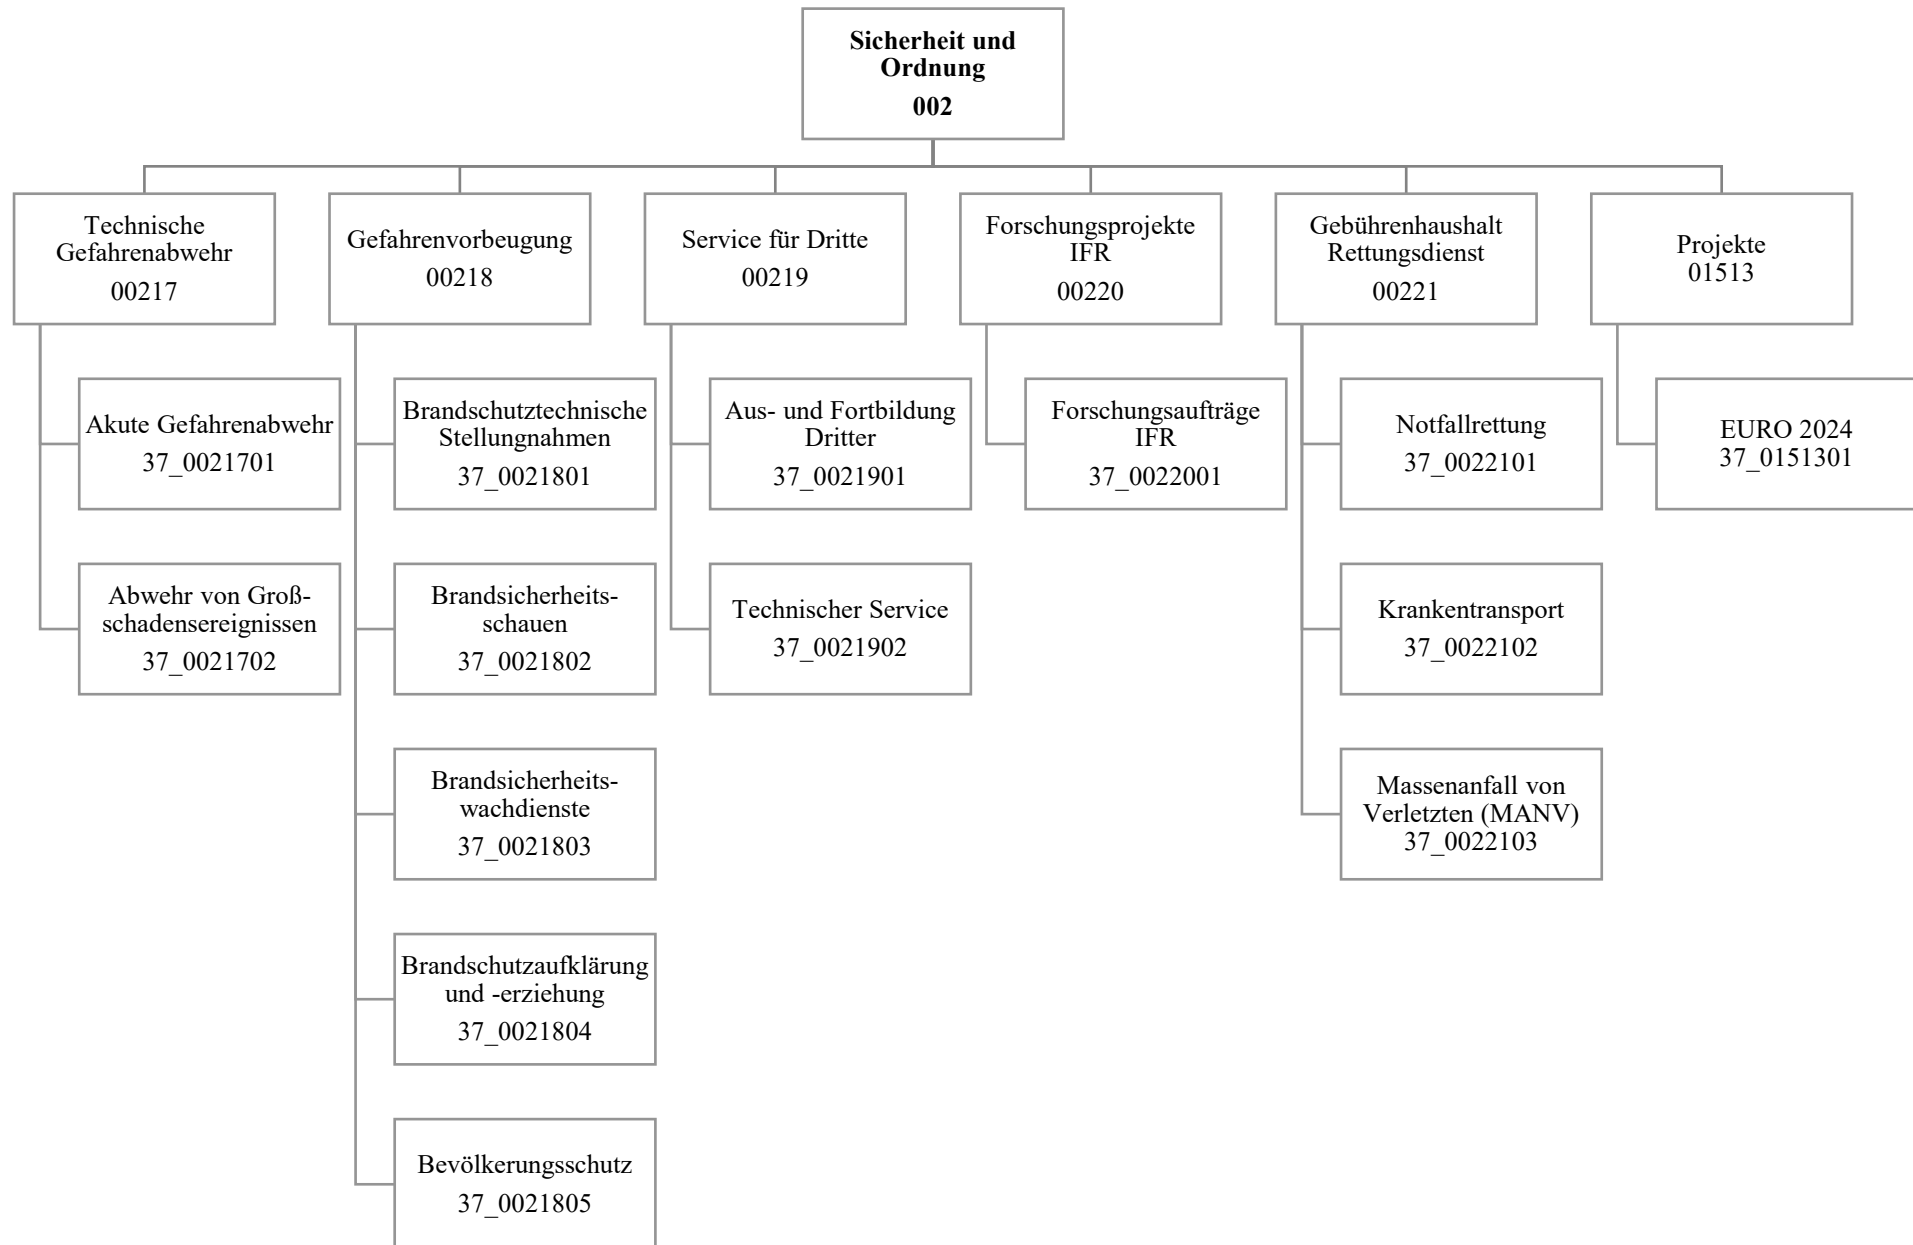 Sicherheit und
Ordnung
002
Technische
Gefahrenabwehr
00217
Gefahrenvorbeugung
00218
Service für Dritte
00219
Forschungsprojekte
IFR
00220
Gebührenhaushalt
Rettungsdienst
00221
Projekte
01513
Akute Gefahrenabwehr
37_0021701
Abwehr von Groß-
schadensereignissen
37_0021702
Brandschutztechnische
Stellungnahmen
37_0021801
Brandsicherheits-
schauen
37_0021802
Brandsicherheits-
wachdienste
37_0021803
Brandschutzaufklärung
und -erziehung
37_0021804
Bevölkerungsschutz
37_0021805
Aus- und Fortbildung
Dritter
37_0021901
Technischer Service
37_0021902
Forschungsaufträge
IFR
37_0022001
Notfallrettung
37_0022101
Krankentransport
37_0022102
Massenanfall von
Verletzten (MANV)
37_0022103
EURO 2024
37_0151301